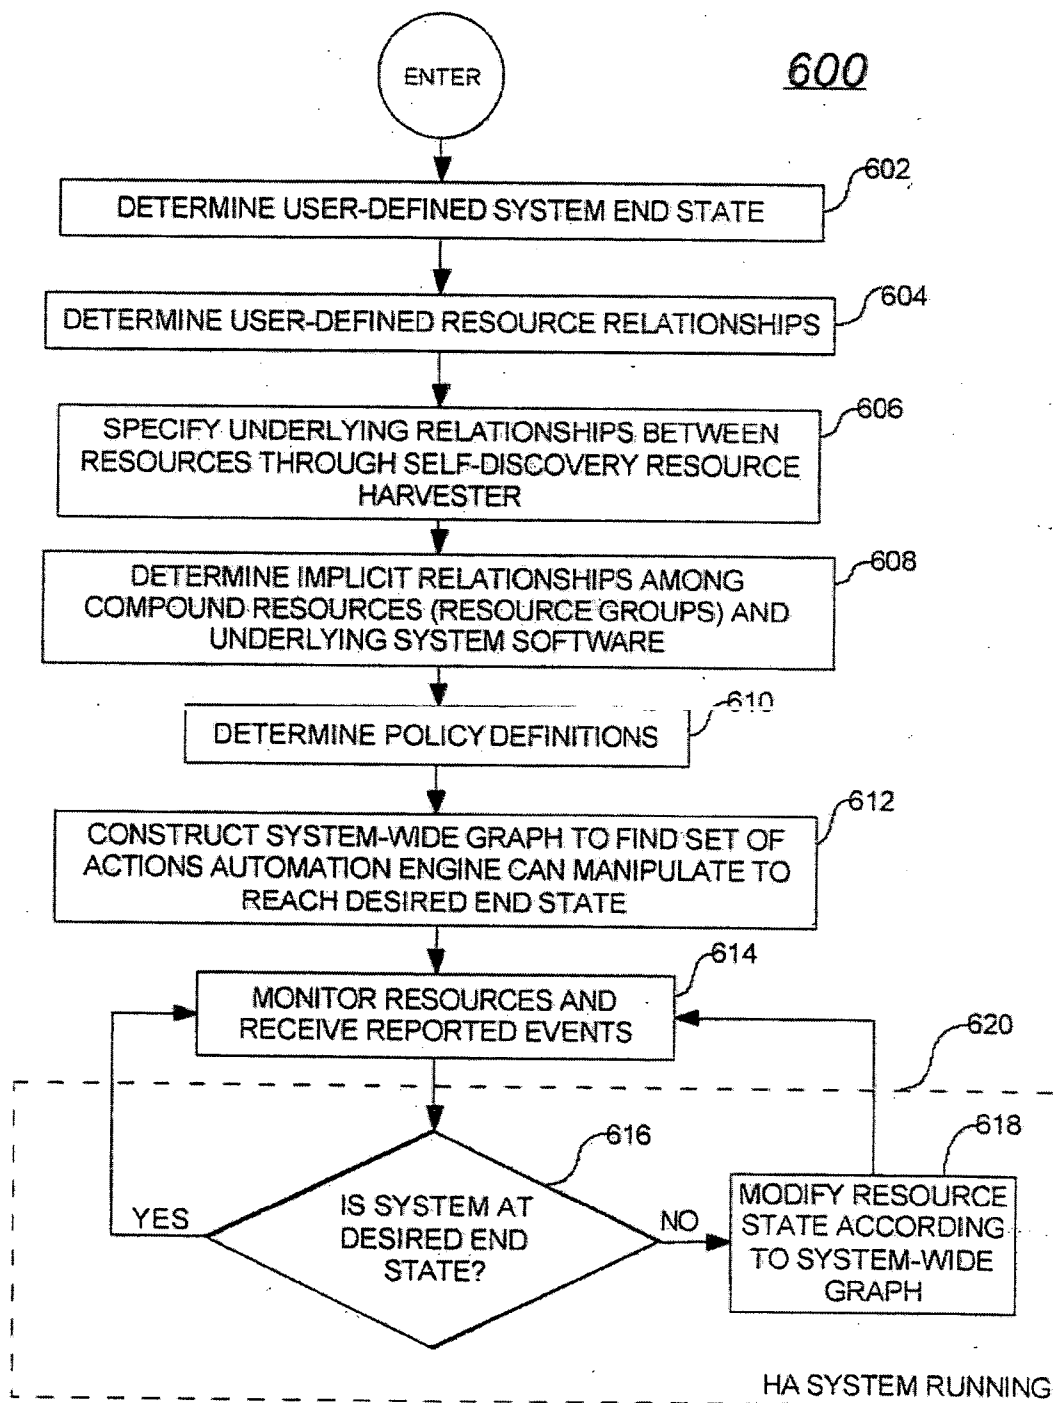 ENTER
600
602
DETERMINE USER-DEFINED SYSTEM END STATE
604
DETERMINE USER-DEFINED RESOURCE RELATIONSHIPS
606
SPECIFY UNDERLYING RELATIONSHIPS BETWEEN
RESOURCES THROUGH SELF-DISCOVERY RESOURCE
HARVESTER
608
DETERMINE IMPLICIT RELATIONSHIPS AMONG
COMPOUND RESOURCES (RESOURCE GROUPS) AND
UNDERLYING SYSTEM SOFTWARE
610
DETERMINE POLICY DEFINITIONS
612
CONSTRUCT SYSTEM-WIDE GRAPH TO FIND SET OF
ACTIONS AUTOMATION ENGINE CAN MANIPULATE TO
REACH DESIRED END STATE
614
MONITOR RESOURCES AND
RECEIVE REPORTED EVENTS
620
616
618
IS SYSTEM AT
DESIRED END
STATE?
YES
NO
MODIFY RESOURCE
STATE ACCORDING
TO SYSTEM-WIDE
GRAPH
HA SYSTEM RUNNING